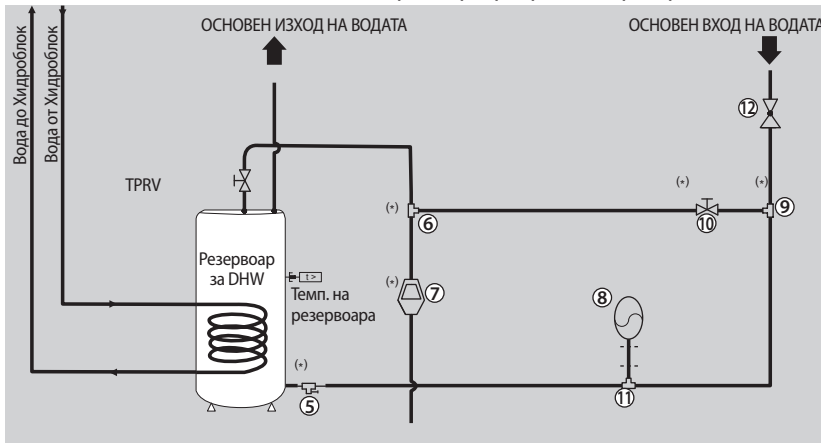 ОСНОВЕН ИЗХОД НА ВОДАТА
ОСНОВЕН ВХОД НА ВОДАТА
Вода до Хидроблок
Вода от Хидроблок
12
TPRV
(*)
(*)
9
(*)
6
10
Резервоар
за DHW
t >
Темп. на
резервоара
(*)
7
8
(*)
5
11